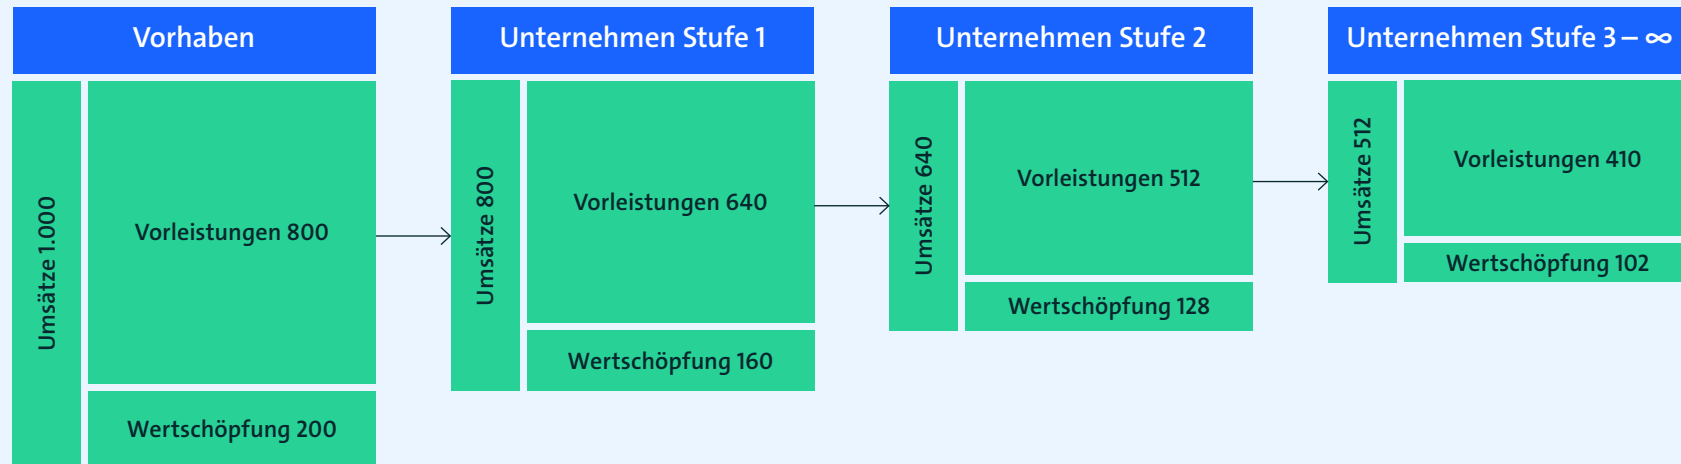 Vorhaben
Umsätze 1.000
Vorleistungen 800
Wertschöpfung 200
Unternehmen Stufe 1
Umsätze 800
Vorleistungen 640
Wertschöpfung 160
Unternehmen Stufe 2
Umsätze 640
Vorleistungen 512
Wertschöpfung 128
Unternehmen Stufe 3 – ∞
Umsätze 512
Vorleistungen 410
Wertschöpfung 102